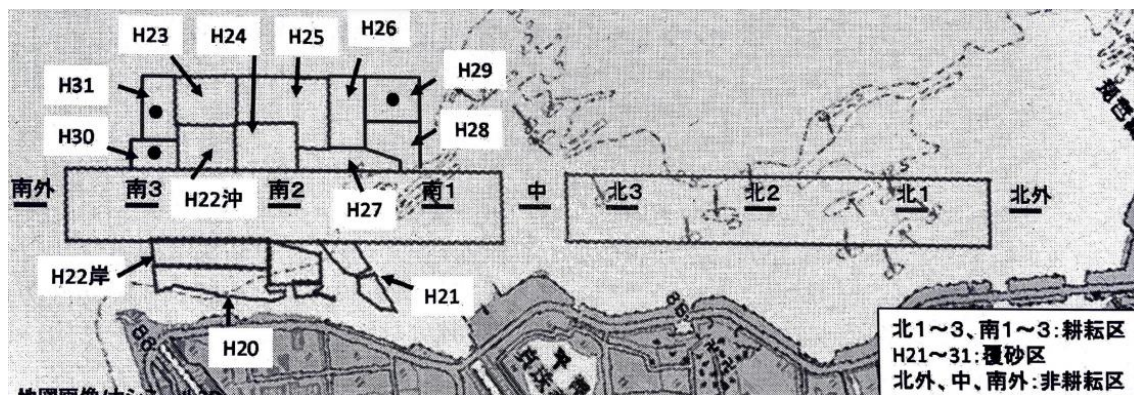 H23
H24
H25
H26
H31
H29
H30
H28
南外
南3
南2
南1
中
北3
北2
北1
北外
H22沖
H27
H22岸
H21
H20
86
88
北1～3、南1～3:耕耘区
H21～31:覆砂区
北外、中、南外:非耕耘区